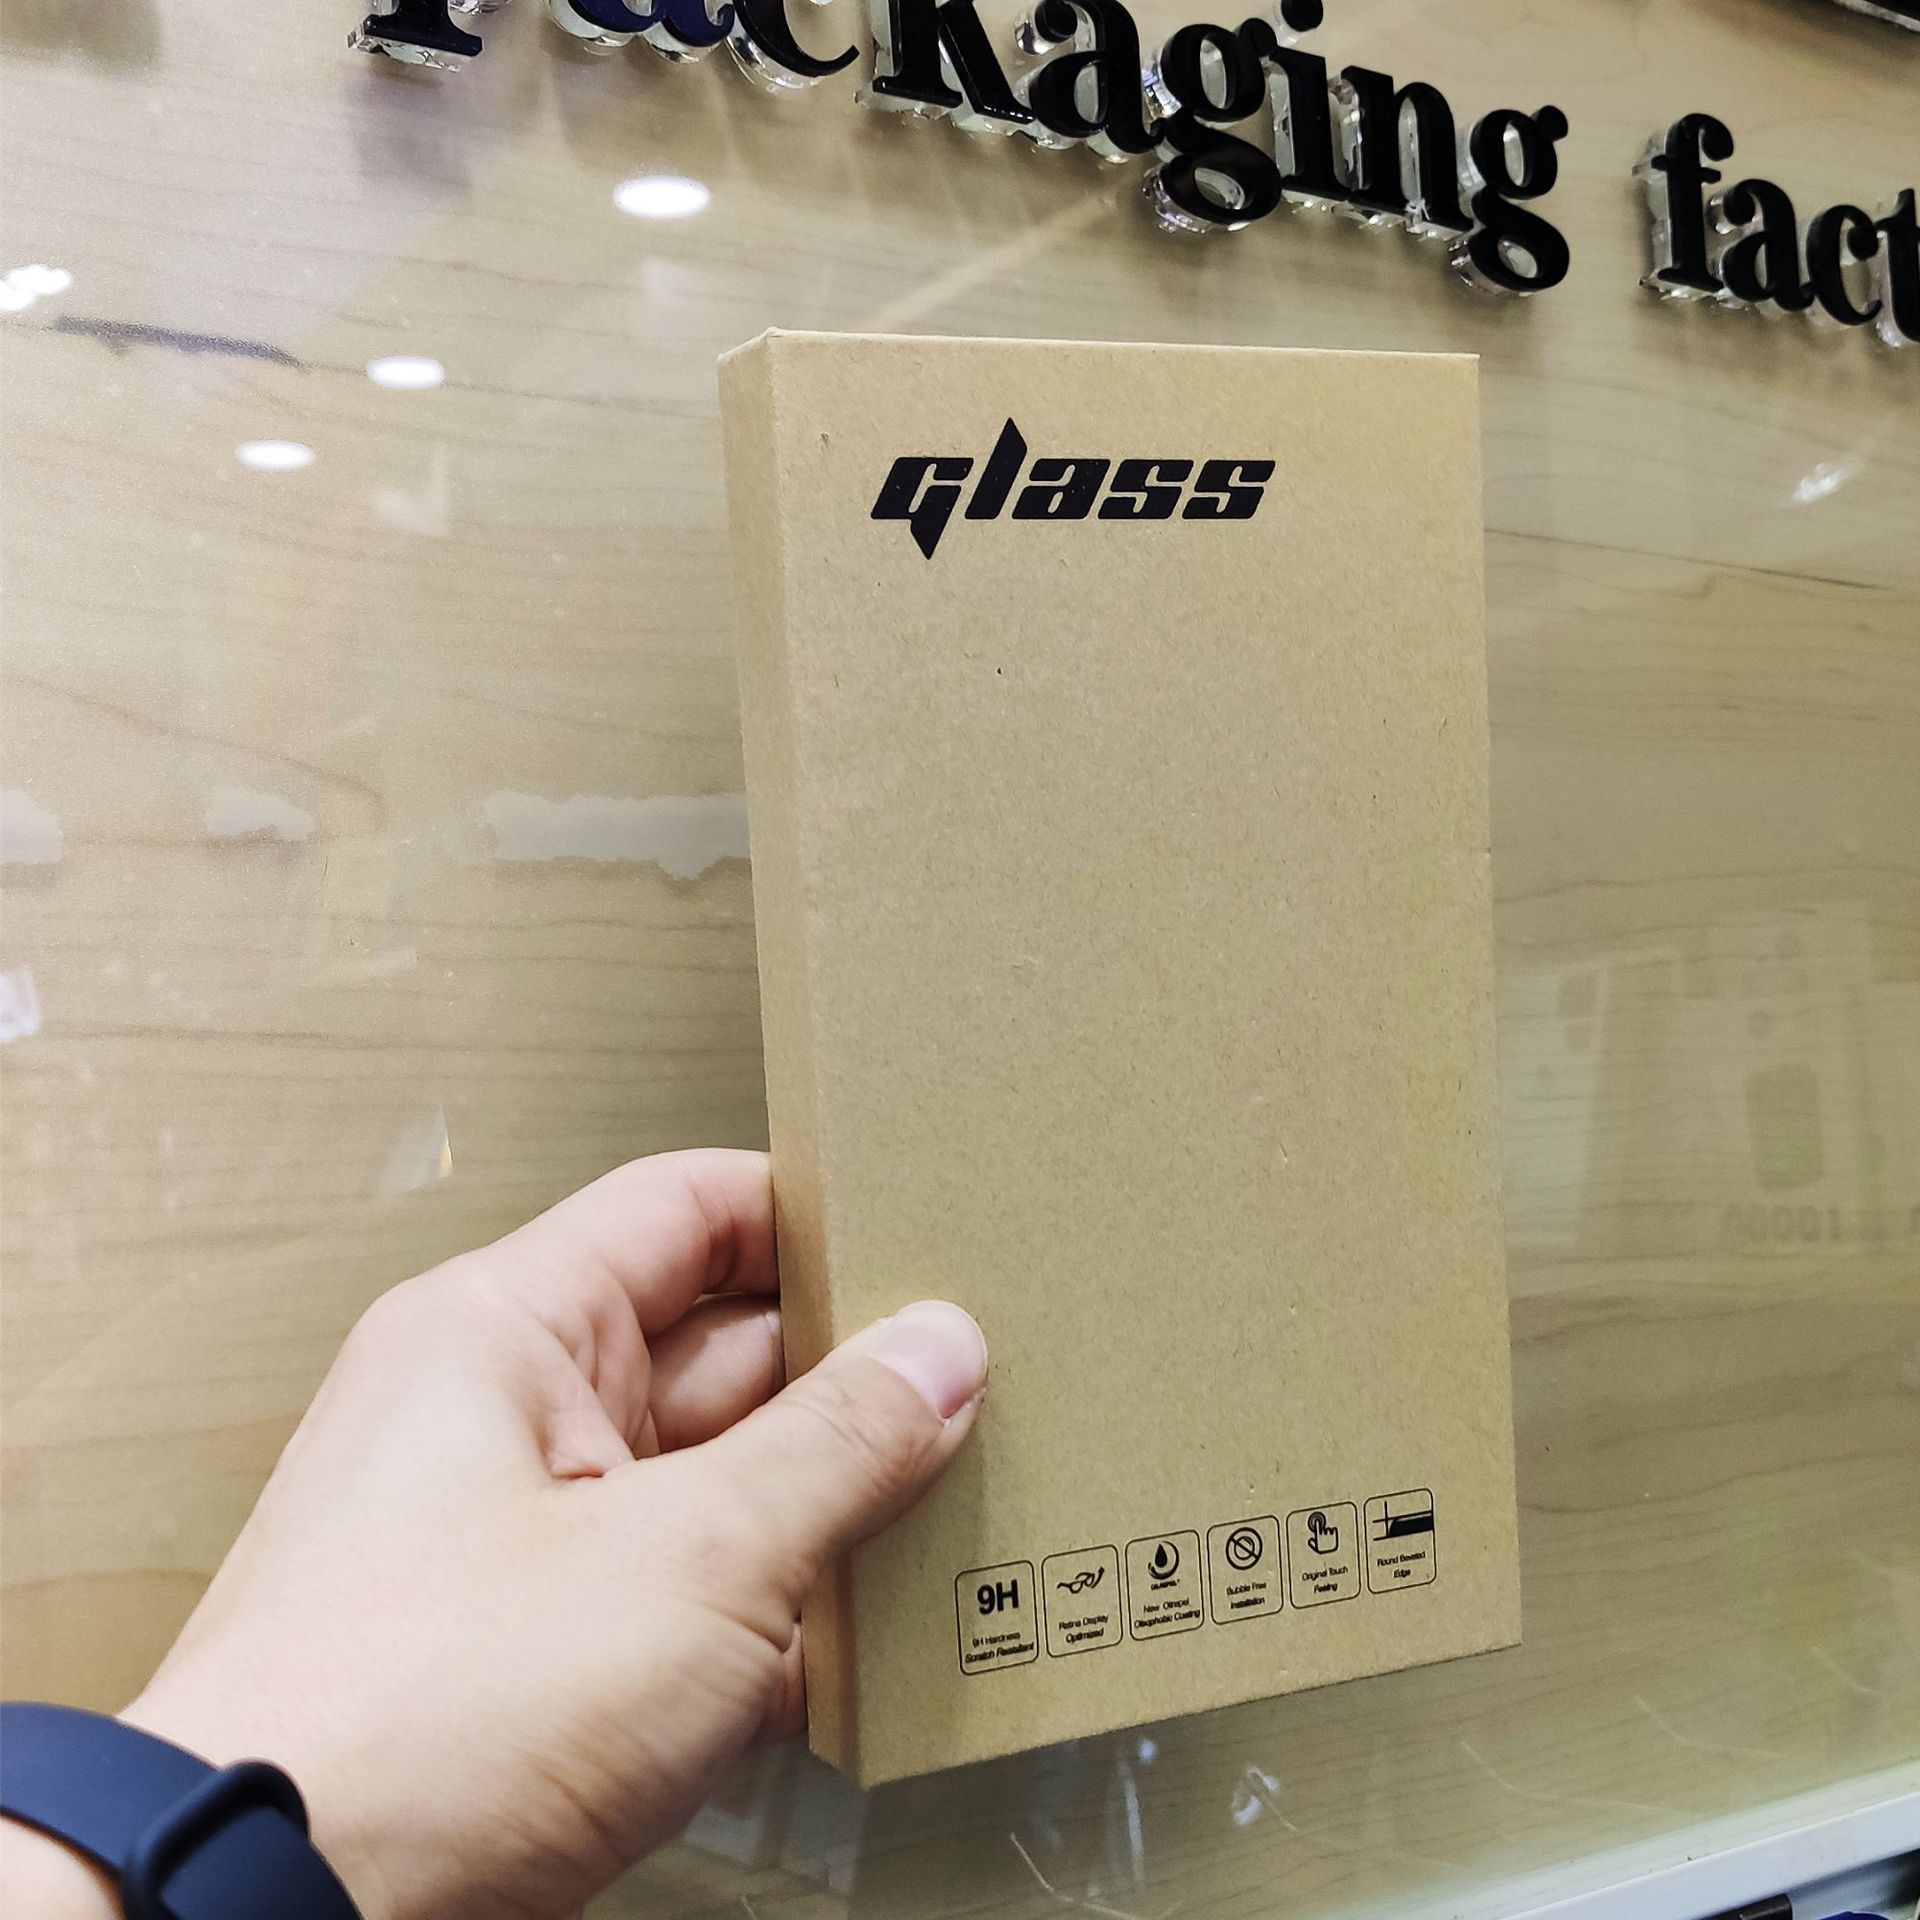 Packaging fact
glass
9H
9H Hardness
Scratch Resistant
Retina Display
Optimized
New Oilrepel
Oleophobic Coating
Bubble Free
Installation
Original Touch
Feeling
Round Beveled
Edge